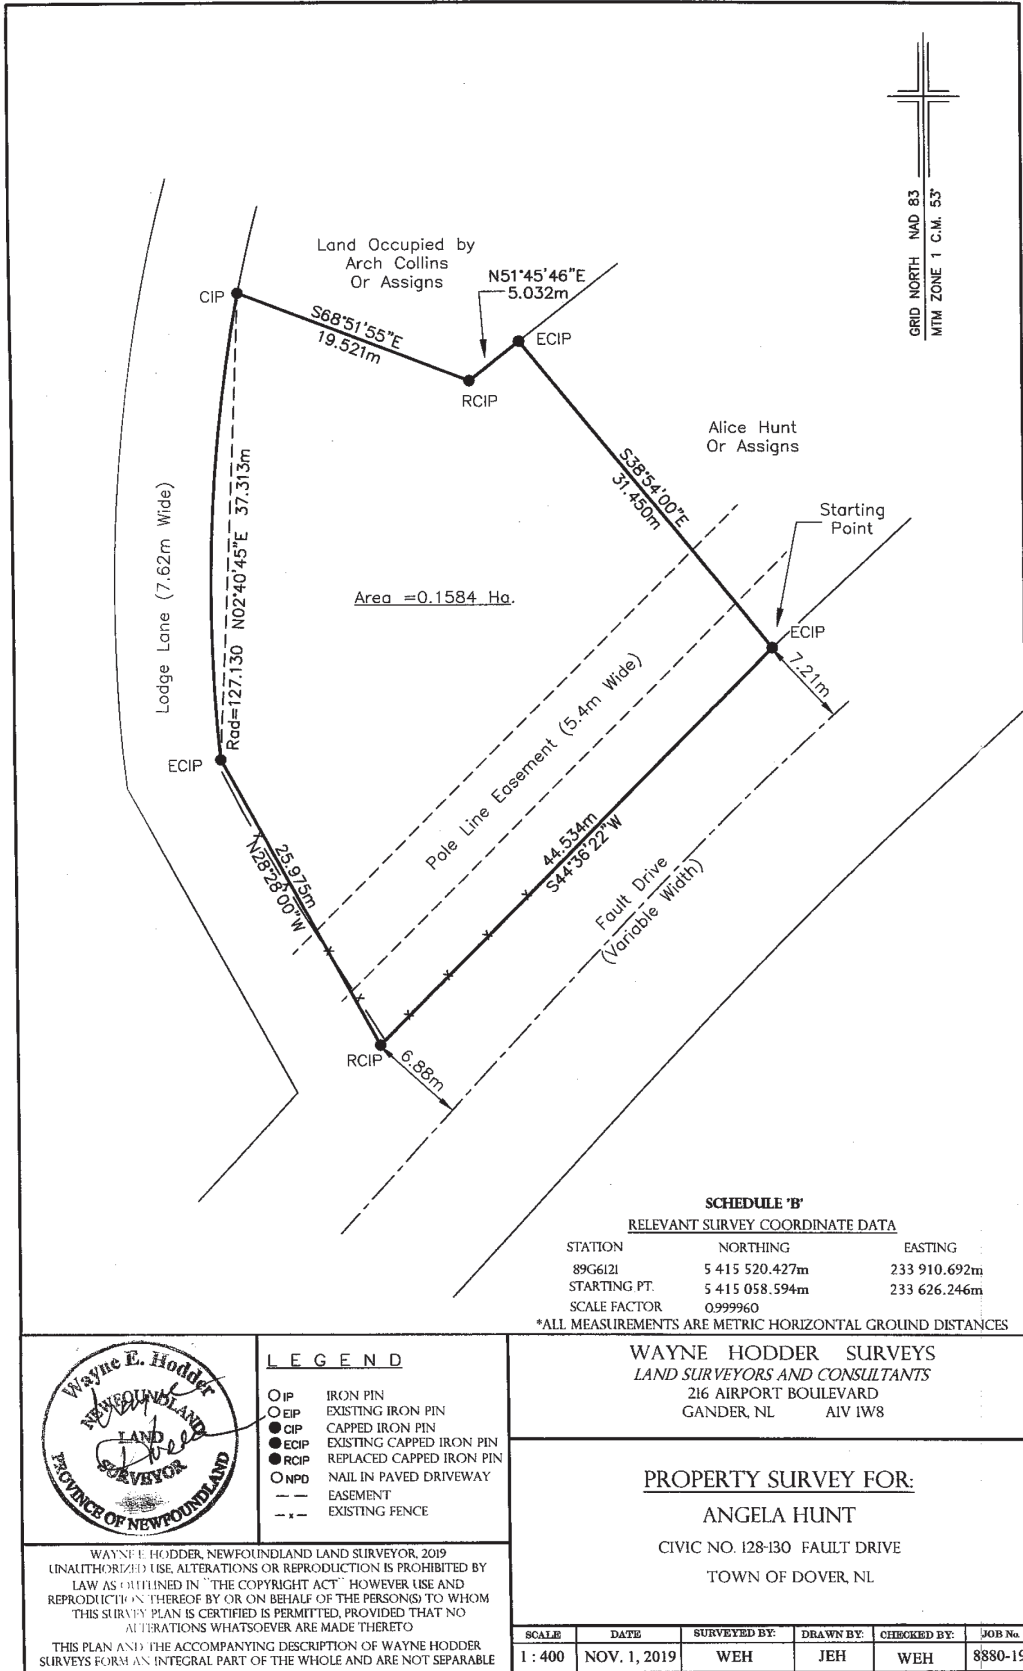 GRID NORTH NAD 83
MTM ZONE 1 C.M. 53°
Land Occupied by
Arch Collins
Or Assigns
N51°45'46"E
5.032m
CIP
S68°51'55"E
19.521m
ECIP
RCIP
Alice Hunt
Or Assigns
S38°54'00"E
31.450m
Starting
Point
Lodge Lane (7.62m Wide)
Rad=127.130 N02°40'45"E 37.313m
Area =0.1584 Ha.
ECIP
7.21m
Pole Line Easement (5.4m Wide)
ECIP
25.975m
N28°28'00"W
44.534m
S44°36'22"W
Fault Drive
(Variable Width)
RCIP
6.88m
SCHEDULE 'B'
RELEVANT SURVEY COORDINATE DATA
STATION NORTHING EASTING
89G6121 5 415 520.427m 233 910.692m
STARTING PT. 5 415 058.594m 233 626.246m
SCALE FACTOR 0.999960
*ALL MEASUREMENTS ARE METRIC HORIZONTAL GROUND DISTANCES
Wayne E. Hodder
NEWFOUNDLAND
LAND
SURVEYOR
PROVINCE OF NEWFOUNDLAND
LEGEND
IP IRON PIN
EIP EXISTING IRON PIN
CIP CAPPED IRON PIN
ECIP EXISTING CAPPED IRON PIN
RCIP REPLACED CAPPED IRON PIN
NPD NAIL IN PAVED DRIVEWAY
EASEMENT
EXISTING FENCE
WAYNE HODDER SURVEYS
LAND SURVEYORS AND CONSULTANTS
216 AIRPORT BOULEVARD
GANDER, NL A1V 1W8
PROPERTY SURVEY FOR:
ANGELA HUNT
CIVIC NO. 128-130 FAULT DRIVE
TOWN OF DOVER, NL
WAYNE E. HODDER, NEWFOUNDLAND LAND SURVEYOR, 2019
UNAUTHORIZED USE, ALTERATIONS OR REPRODUCTION IS PROHIBITED BY
LAW AS OUTLINED IN "THE COPYRIGHT ACT" HOWEVER USE AND
REPRODUCTION THEREOF BY OR ON BEHALF OF THE PERSON(S) TO WHOM
THIS SURVEY PLAN IS CERTIFIED IS PERMITTED, PROVIDED THAT NO
ALTERATIONS WHATSOEVER ARE MADE THERETO
THIS PLAN AND THE ACCOMPANYING DESCRIPTION OF WAYNE HODDER
SURVEYS FORM AN INTEGRAL PART OF THE WHOLE AND ARE NOT SEPARABLE
SCALE DATE SURVEYED BY: DRAWN BY: CHECKED BY: JOB No.
1 : 400 NOV. 1, 2019 WEH JEH WEH 8880-19